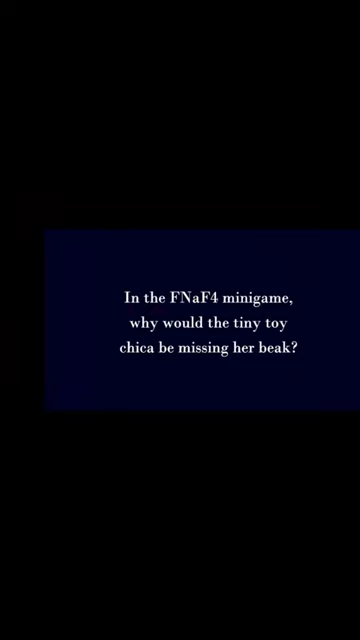 In the FNaF4 minigame,
why would the tiny toy
chica be missing her beak?